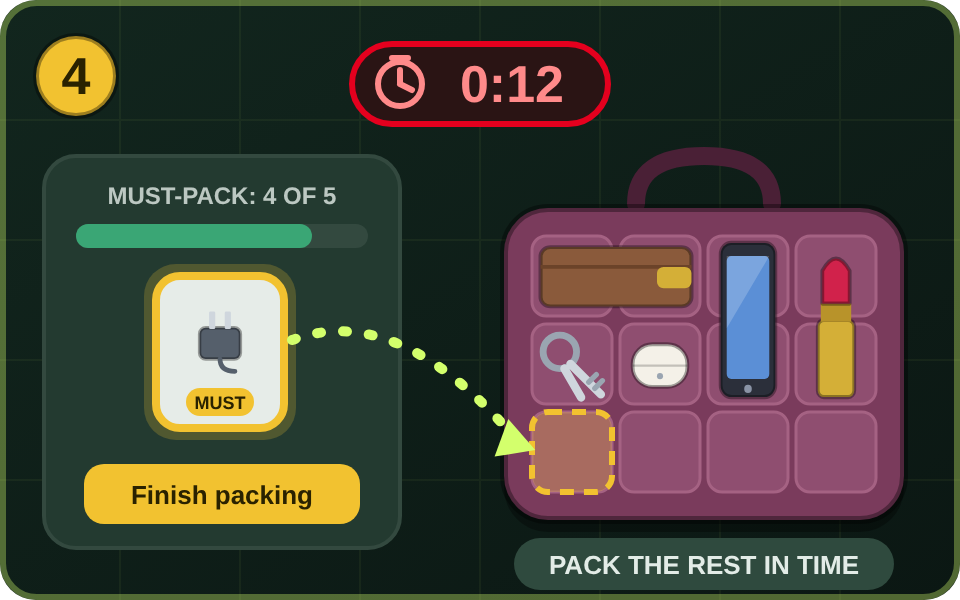 4
0:12
MUST-PACK: 4 OF 5
MUST
Finish packing
PACK THE REST IN TIME